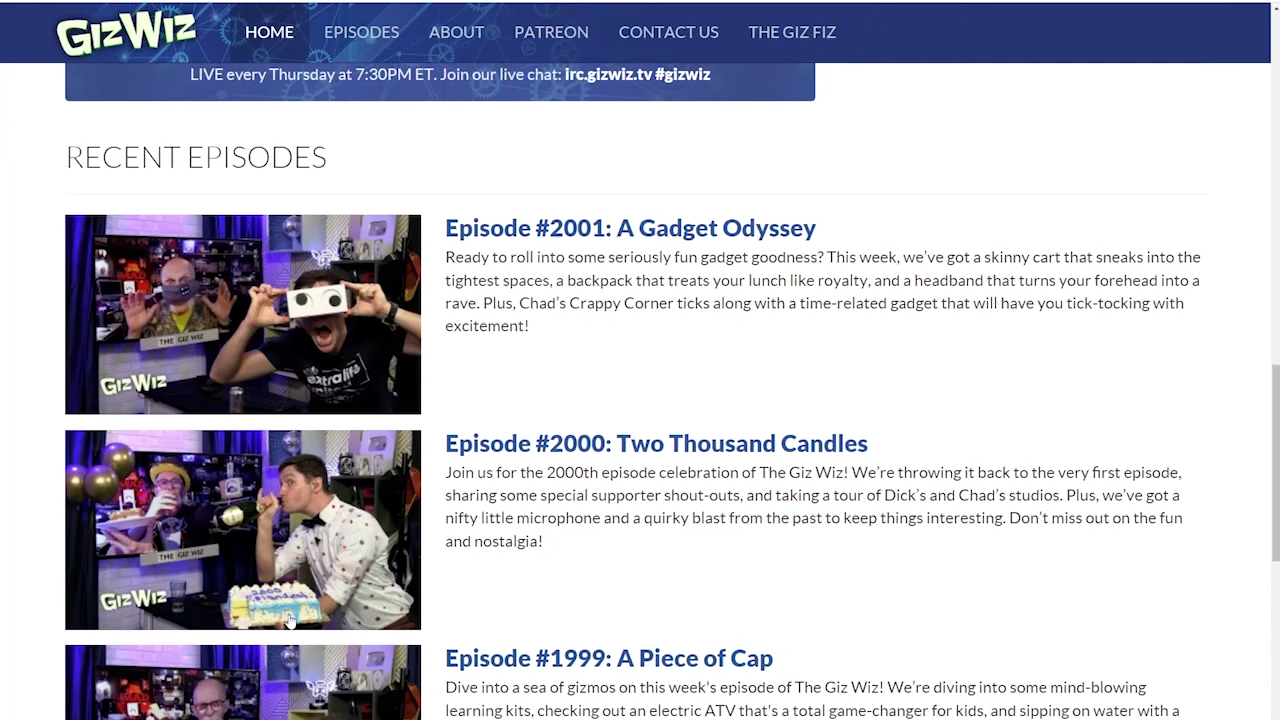 GizWiz
HOME EPISODES ABOUT PATREON CONTACT US THE GIZ FIZ
LIVE every Thursday at 7:30PM ET. Join our live chat: irc.gizwiz.tv #gizwiz
RECENT EPISODES
Episode #2001: A Gadget Odyssey
Ready to roll into some seriously fun gadget goodness? This week, we’ve got a skinny cart that sneaks into the
tightest spaces, a backpack that treats your lunch like royalty, and a headband that turns your forehead into a
rave. Plus, Chad’s Crappy Corner ticks along with a time-related gadget that will have you tick-tocking with
excitement!
THE GIZ WIZ
extralife
GizWiz
Episode #2000: Two Thousand Candles
Join us for the 2000th episode celebration of The Giz Wiz! We’re throwing it back to the very first episode,
sharing some special supporter shout-outs, and taking a tour of Dick’s and Chad’s studios. Plus, we’ve got a
nifty little microphone and a quirky blast from the past to keep things interesting. Don’t miss out on the fun
and nostalgia!
THE GIZ WIZ
GizWiz
2000
Episode #1999: A Piece of Cap
Dive into a sea of gizmos on this week’s episode of The Giz Wiz! We’re diving into some mind-blowing
learning kits, checking out an electric ATV that's a total game-changer for kids, and sipping on water with a